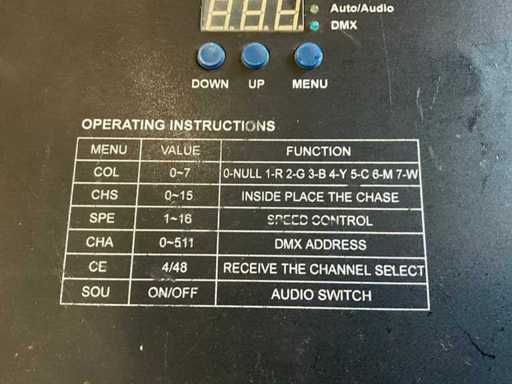 Auto/Audio
DMX
DOWN UP MENU
OPERATING INSTRUCTIONS
MENU VALUE FUNCTION
COL 0~7 0-NULL 1-R 2-G 3-B 4-Y 5-C 6-M 7-W
CHS 0~15 INSIDE PLACE THE CHASE
SPE 1~16 SPEED CONTROL
CHA 0~511 DMX ADDRESS
CE 4/48 RECEIVE THE CHANNEL SELECT
SOU ON/OFF AUDIO SWITCH